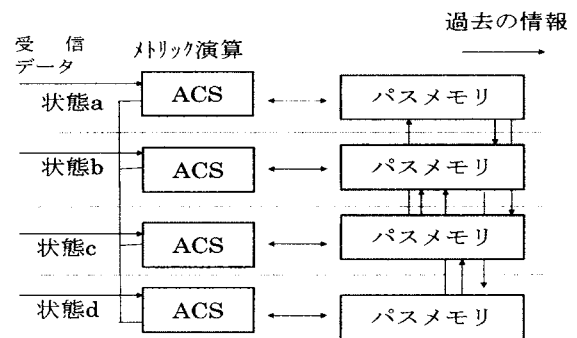 過去の情報
受 信
データ
メトリック演算
状態a
ACS
パスメモリ
状態b
ACS
パスメモリ
状態c
ACS
パスメモリ
状態d
ACS
パスメモリ